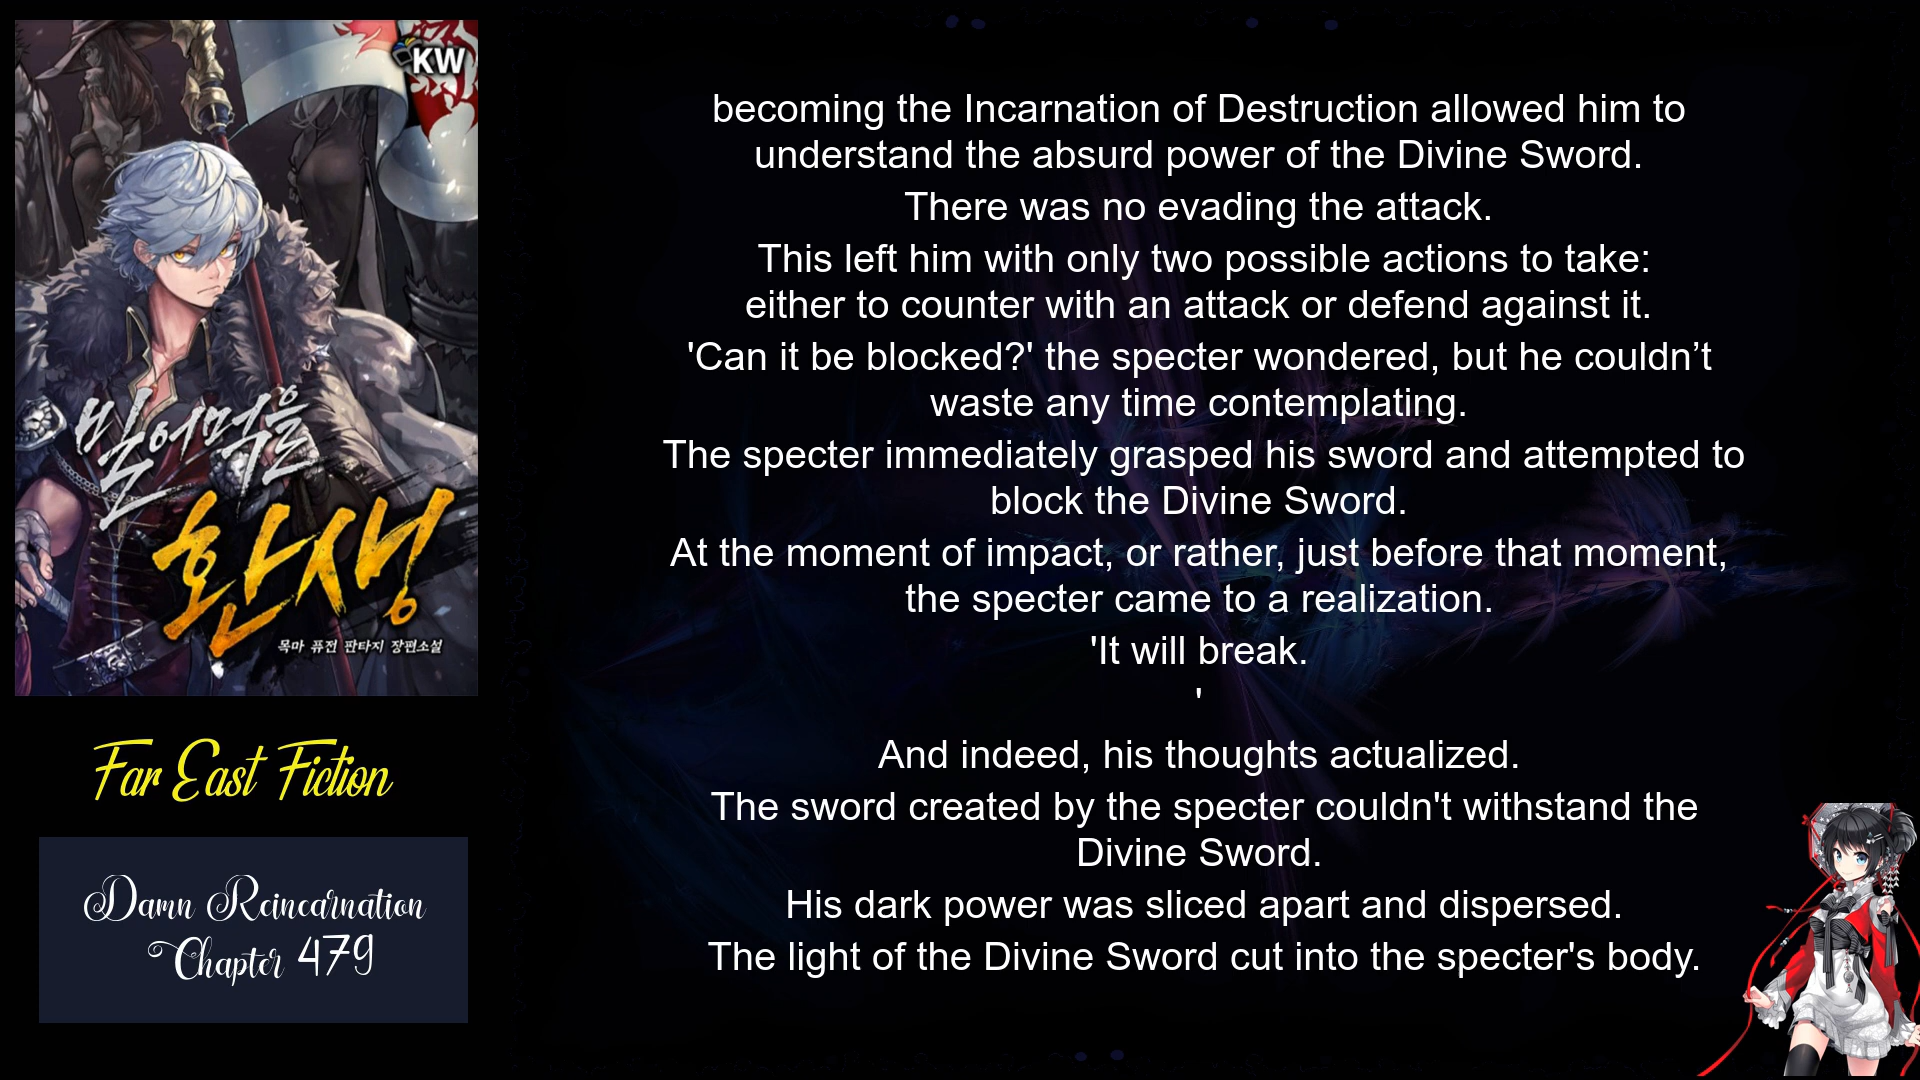 KW
빌어먹을
환생
목마 퓨전 판타지 장편소설
Far East Fiction
Damn Reincarnation
Chapter 479
becoming the Incarnation of Destruction allowed him to
understand the absurd power of the Divine Sword.
There was no evading the attack.
This left him with only two possible actions to take:
either to counter with an attack or defend against it.
'Can it be blocked?' the specter wondered, but he couldn’t
waste any time contemplating.
The specter immediately grasped his sword and attempted to
block the Divine Sword.
At the moment of impact, or rather, just before that moment,
the specter came to a realization.
'It will break.
'
And indeed, his thoughts actualized.
The sword created by the specter couldn't withstand the
Divine Sword.
His dark power was sliced apart and dispersed.
The light of the Divine Sword cut into the specter's body.